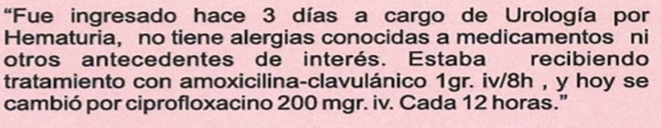 “Fue ingresado hace 3 días a cargo de Urología por
Hematuria, no tiene alergias conocidas a medicamentos ni
otros antecedentes de interés. Estaba recibiendo
tratamiento con amoxicilina-clavulánico 1gr. iv/8h , y hoy se
cambió por ciprofloxacino 200 mgr. iv. Cada 12 horas.”